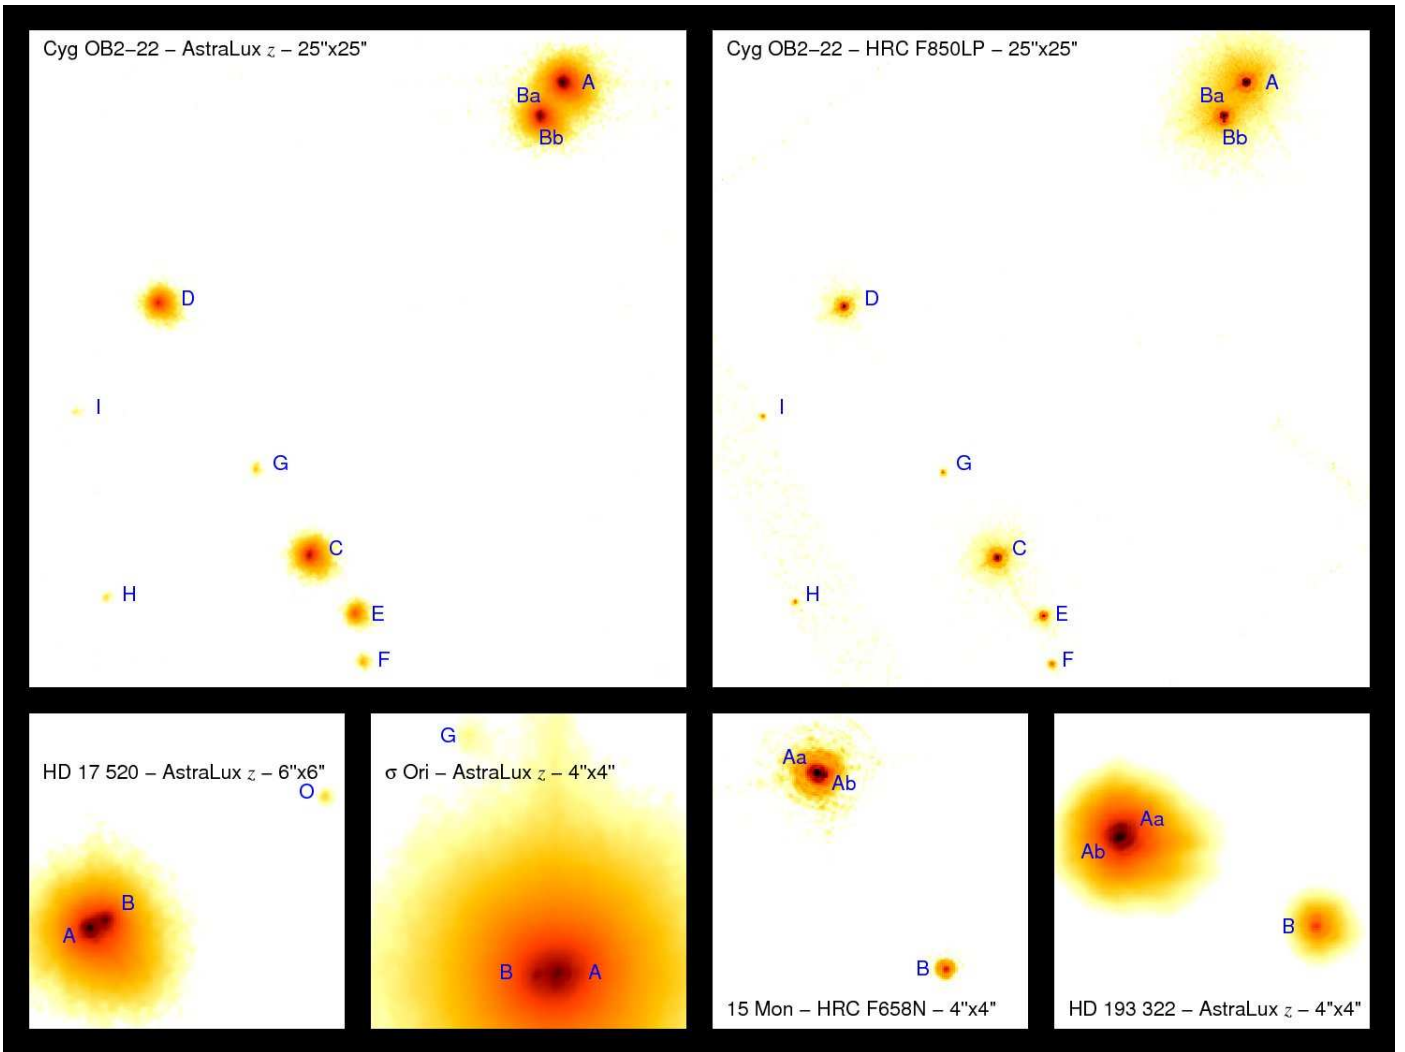 Cyg OB2−22 − AstraLux z − 25"x25"
A
Ba
Bb
D
I
G
C
H
E
F
Cyg OB2−22 − HRC F850LP − 25"x25"
A
Ba
Bb
D
I
G
C
H
E
F
HD 17 520 − AstraLux z − 6"x6"
O
B
A
G
σ Ori − AstraLux z − 4"x4"
B
A
Aa
Ab
B
15 Mon − HRC F658N − 4"x4"
Aa
Ab
B
HD 193 322 − AstraLux z − 4"x4"